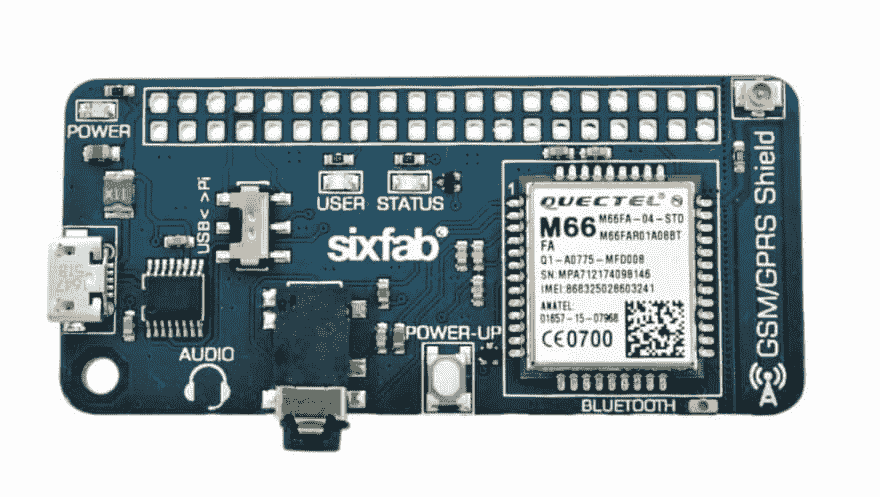 POWER
USB< >Pi
USER
STATUS
sixfab®
AUDIO
POWER-UP
1
QUECTEL
M66
M66FA-04-STD
M66FAR01A08BT
FA
Q1-A0775-MFD008
SN:MPA712174098146
IMEI:868325028603241
ANATEL:
01857-15-07968
CE0700
BLUETOOTH
GSM/GPRS Shield